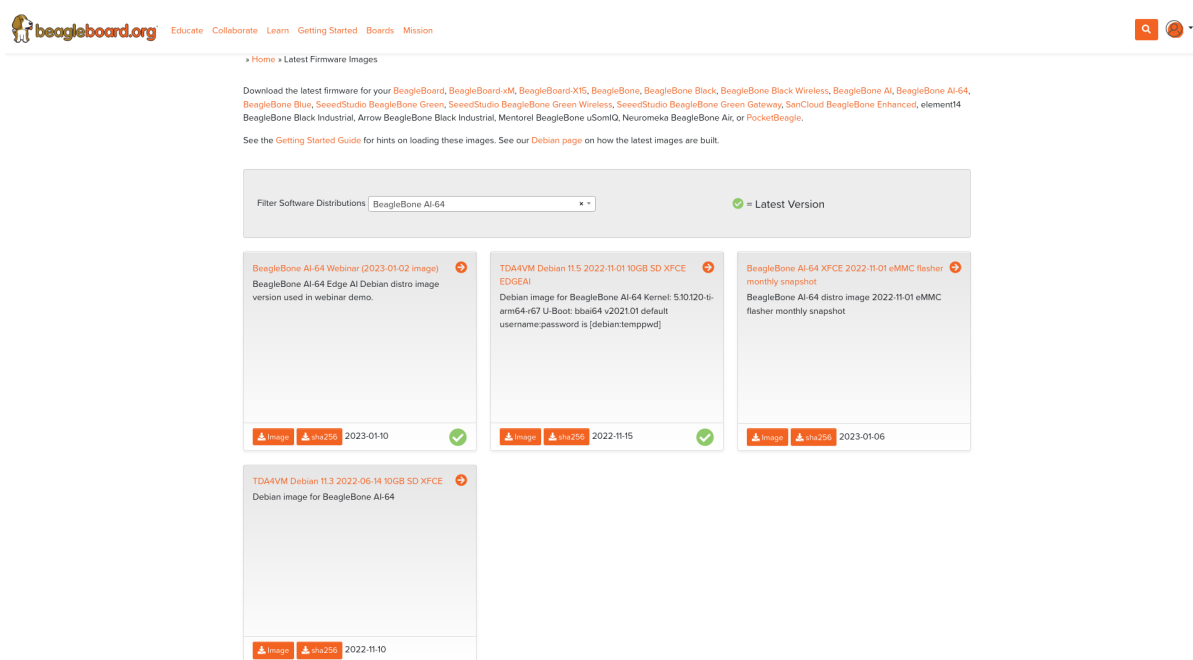 beagleboard.org
Educate Collaborate Learn Getting Started Boards Mission
» Home » Latest Firmware Images
Download the latest firmware for your BeagleBoard, BeagleBoard-xM, BeagleBoard-X15, BeagleBone, BeagleBone Black, BeagleBone Black Wireless, BeagleBone AI, BeagleBone AI-64,
BeagleBone Blue, SeeedStudio BeagleBone Green, SeeedStudio BeagleBone Green Wireless, SeeedStudio BeagleBone Green Gateway, SanCloud BeagleBone Enhanced, element14
BeagleBone Black Industrial, Arrow BeagleBone Black Industrial, Mentorel BeagleBone uSomIQ, Neuromeka BeagleBone Air, or PocketBeagle.
See the Getting Started Guide for hints on loading these images. See our Debian page on how the latest images are built.
Filter Software Distributions BeagleBone AI-64 ×
= Latest Version
BeagleBone AI-64 Webinar (2023-01-02 image)
BeagleBone AI-64 Edge AI Debian distro image
version used in webinar demo.
Image sha256 2023-01-10
TDA4VM Debian 11.5 2022-11-01 10GB SD XFCE
EDGEAI
Debian image for BeagleBone AI-64 Kernel: 5.10.120-ti-
arm64-r67 U-Boot: bbai64 v2021.01 default
username:password is [debian:temppwd]
Image sha256 2022-11-15
BeagleBone AI-64 XFCE 2022-11-01 eMMC flasher
monthly snapshot
BeagleBone AI-64 distro image 2022-11-01 eMMC
flasher monthly snapshot
Image sha256 2023-01-06
TDA4VM Debian 11.3 2022-06-14 10GB SD XFCE
Debian image for BeagleBone AI-64
Image sha256 2022-11-10